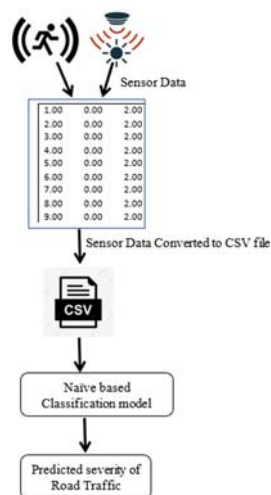 Sensor Data
1.00 0.00 2.00
2.00 0.00 2.00
3.00 0.00 2.00
4.00 0.00 2.00
5.00 0.00 2.00
6.00 0.00 2.00
7.00 0.00 2.00
8.00 0.00 2.00
9.00 0.00 2.00
Sensor Data Converted to CSV file
CSV
Naïve based
Classification model
Predicted severity of
Road Traffic